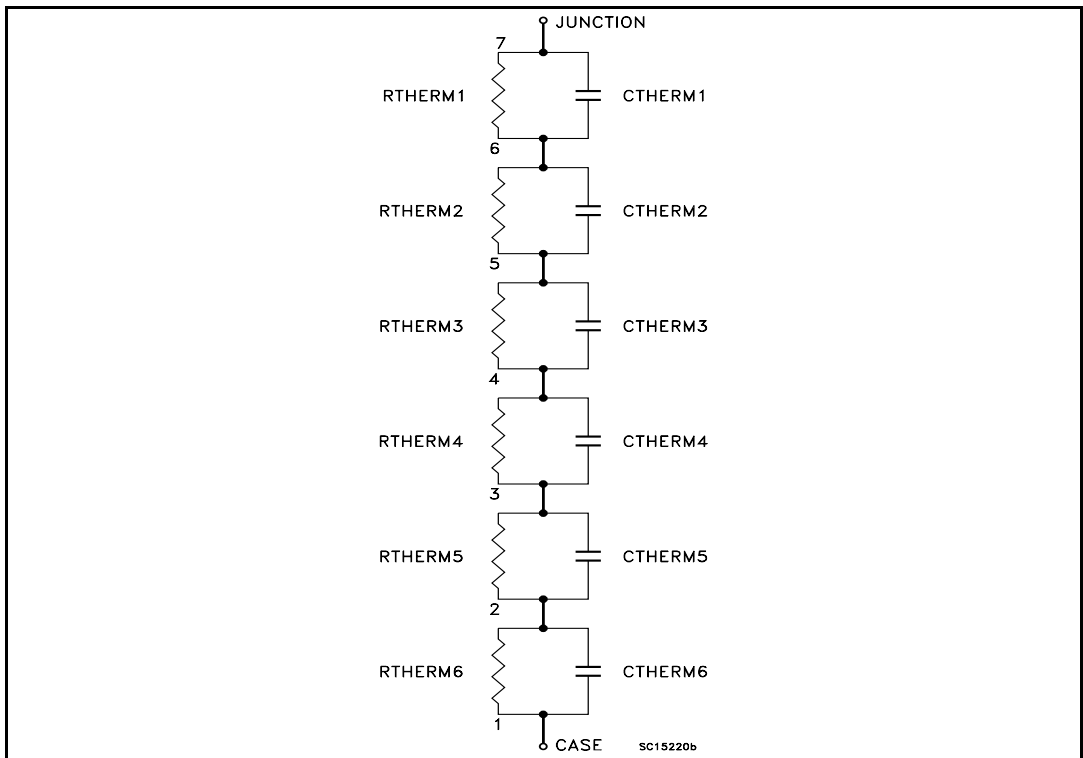 JUNCTION
7
RTHERM1 CTHERM1
6
RTHERM2 CTHERM2
5
RTHERM3 CTHERM3
4
RTHERM4 CTHERM4
3
RTHERM5 CTHERM5
2
RTHERM6 CTHERM6
1
CASE SC15220b